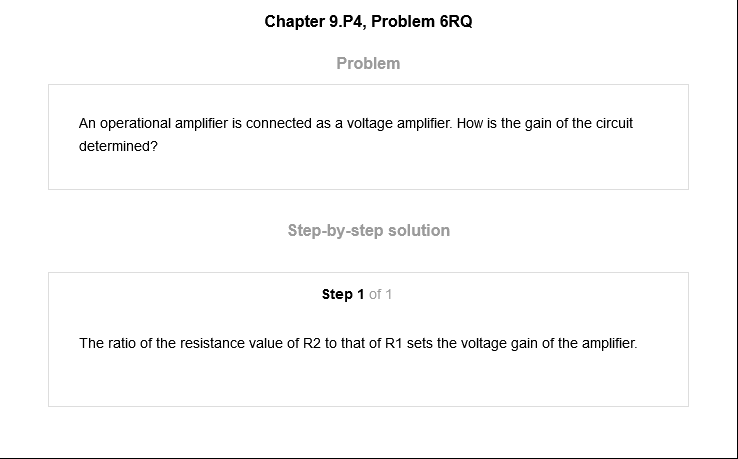 Chapter 9.P4, Problem 6RQ
Problem
An operational amplifier is connected as a voltage amplifier. How is the gain of the circuit
determined?
Step-by-step solution
Step 1 of 1
The ratio of the resistance value of R2 to that of R1 sets the voltage gain of the amplifier.